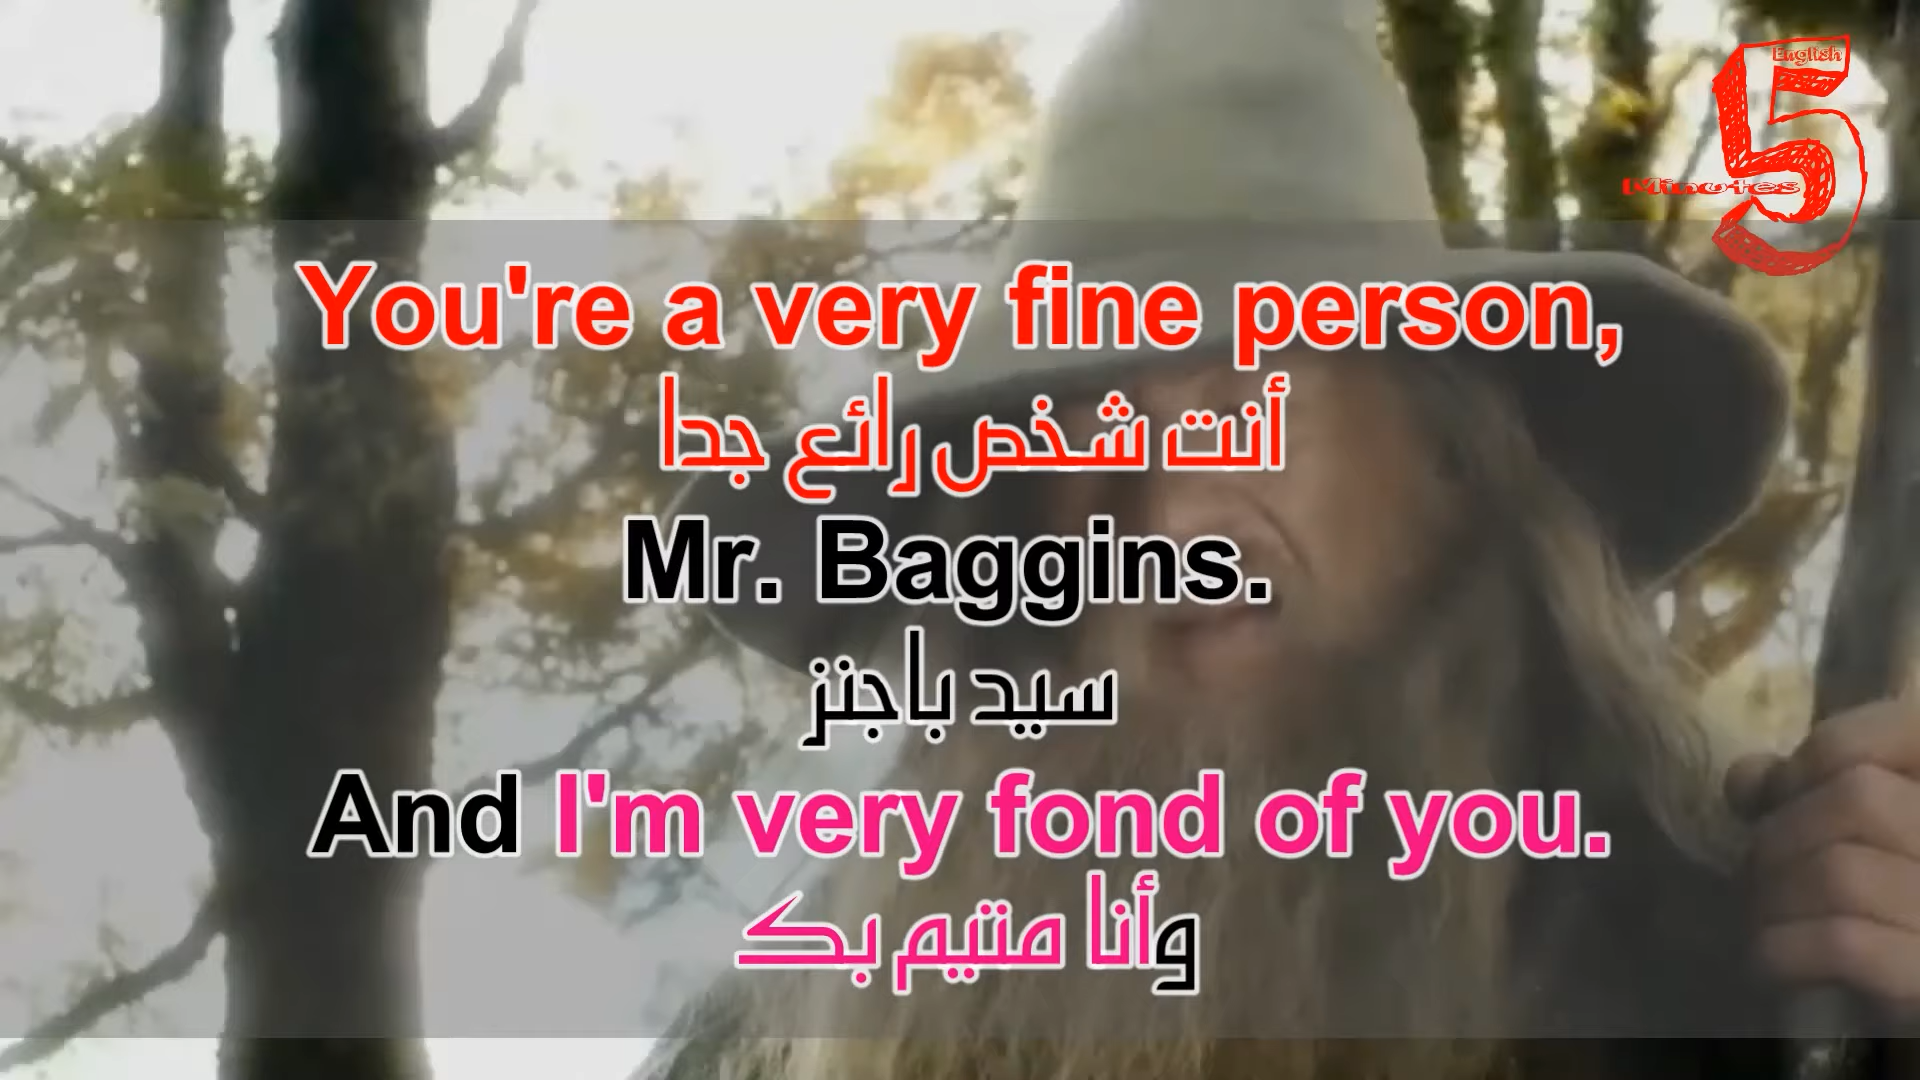 English
5
Minutes
You're a very fine person,
أنت شخص رائع جدا
Mr. Baggins.
سيد باجنز
And I'm very fond of you.
وأنا متيم بك